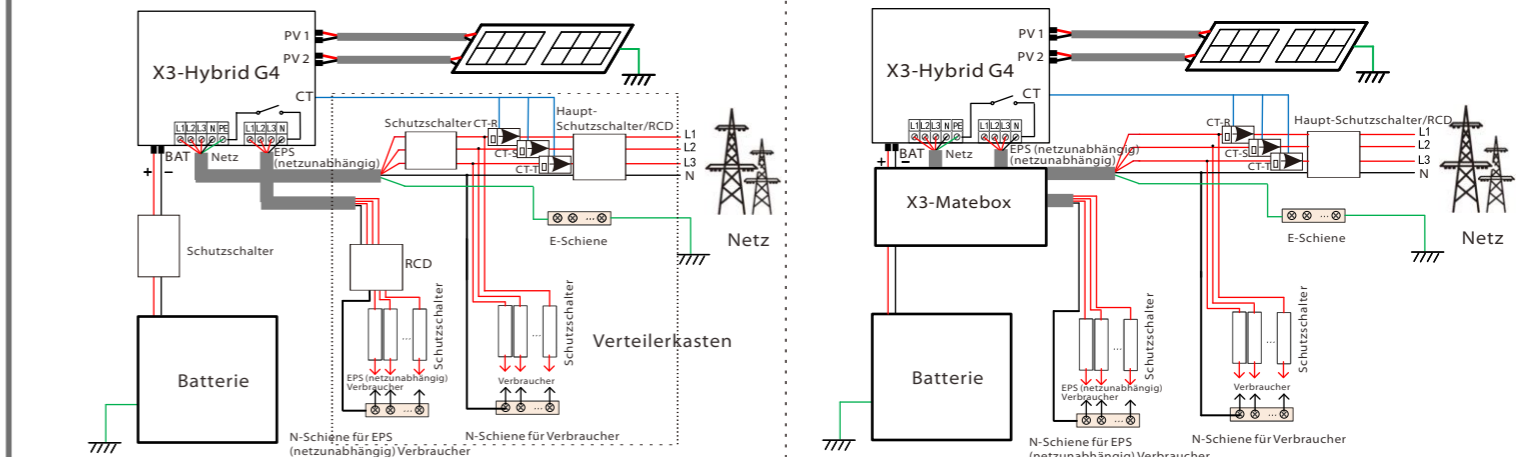 PV 1
PV 2
X3-Hybrid G4
CT
L1 L2 L3 N PE
L1 L2 L3 N
BAT
Netz
EPS
(netzunabhängig)
+ −
Schutzschalter
CT-R
CT-S
CT-T
Haupt-
Schutzschalter/RCD
L1
L2
L3
N
Netz
E-Schiene
Schutzschalter
RCD
...
Schutzschalter
...
Schutzschalter
Verteilerkasten
Batterie
EPS (netzunabhängig)
Verbraucher
Verbraucher
...
...
...
N-Schiene für EPS
(netzunabhängig) Verbraucher
N-Schiene für Verbraucher
PV 1
PV 2
X3-Hybrid G4
CT
L1 L2 L3 N PE
L1 L2 L3 N
BAT
Netz
EPS (netzunabhängig)
(netzunabhängig)
+ −
CT-R
CT-S
CT-T
Haupt-Schutzschalter/RCD
L1
L2
L3
N
Netz
X3-Matebox
E-Schiene
...
Schutzschalter
...
Schutzschalter
...
Batterie
EPS (netzunabhängig)
Verbraucher
Verbraucher
...
...
N-Schiene für EPS
(netzunabhängig) Verbraucher
N-Schiene für Verbraucher